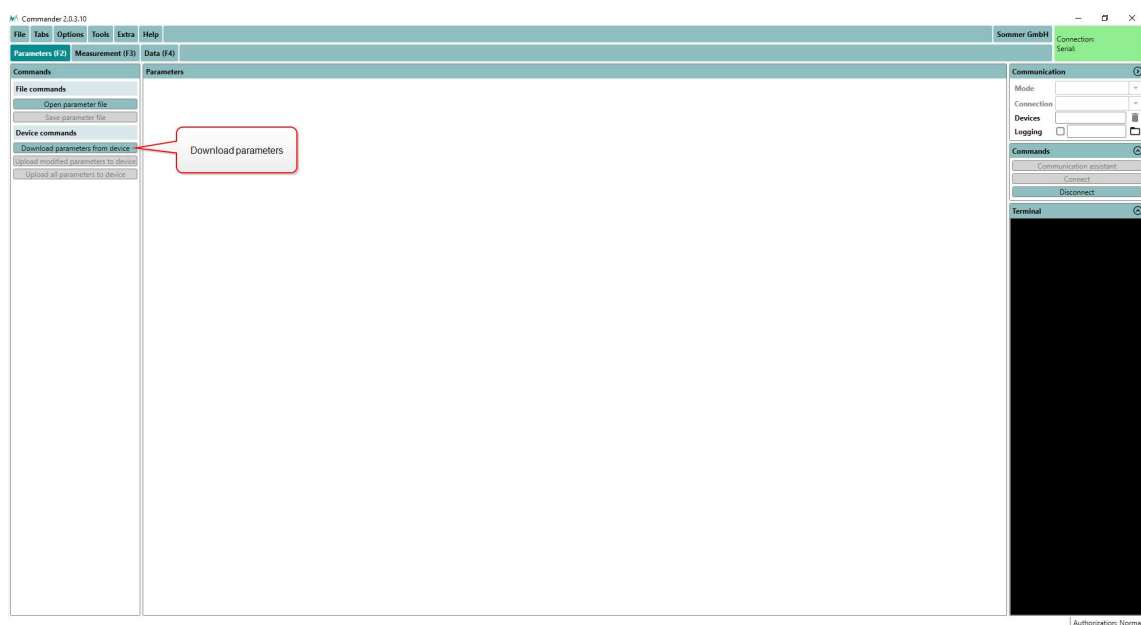 Commander 2.0.3.10
File Tabs Options Tools Extra Help
Sommer GmbH
Connection:
Serial:
Parameters (F2) Measurement (F3) Data (F4)
Commands
File commands
Open parameter file
Save parameter file
Device commands
Download parameters from device
Upload modified parameters to device
Upload all parameters to device
Parameters
Download parameters
Communication
Mode
Connection
Devices
Logging
Commands
Communication assistant
Connect
Disconnect
Terminal
Authorization: Norma